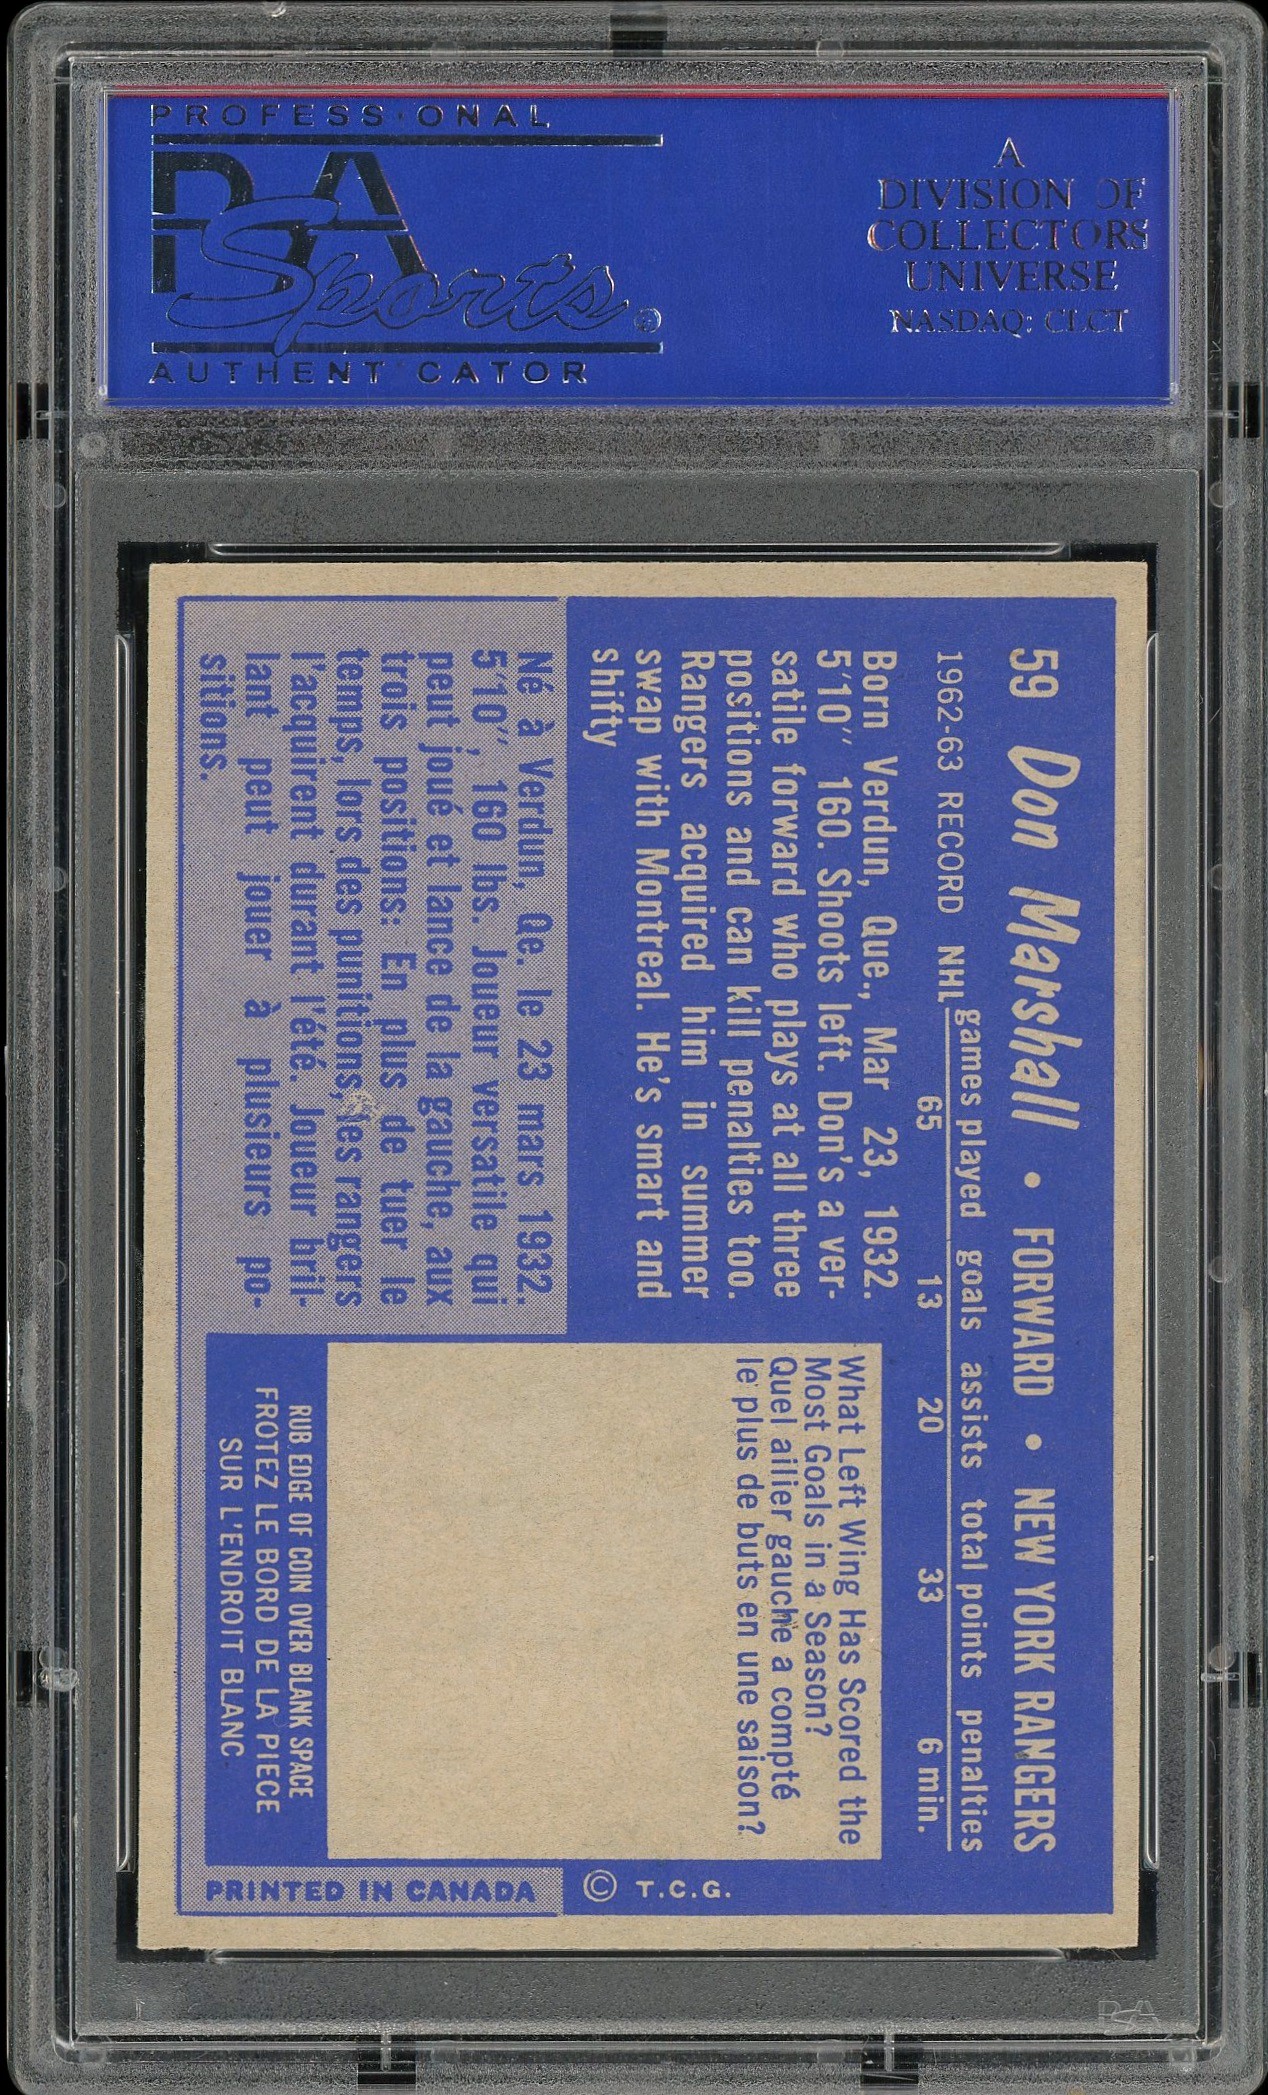 PROFESSIONAL
PSA
Sports ®
AUTHENTICATOR
A
DIVISION OF
COLLECTORS
UNIVERSE
NASDAQ: CLCT
59 Don Marshall • FORWARD • NEW YORK RANGERS
games played goals assists total points penalties
1962-63 RECORD NHL 65 13 20 33 6 min.
Born Verdun, Que., Mar 23, 1932.
5'10" 160. Shoots left. Don's a ver-
satile forward who plays at all three
positions and can kill penalties too.
Rangers acquired him in summer
swap with Montreal. He's smart and
shifty
Né à Verdun, Qe. le 23 mars 1932.
5'10", 160 lbs. Joueur versatile qui
peut joué et lance de la gauche, aux
trois positions: En plus de tuer le
temps, lors des punitions, les rangers
l'acquirent durant l'été. Joueur bril-
lant peut jouer à plusieurs po-
sitions.
What Left Wing Has Scored the
Most Goals in a Season?
Quel ailier gauche a compté
le plus de buts en une saison?
RUB EDGE OF COIN OVER BLANK SPACE
FROTEZ LE BORD DE LA PIECE
SUR L'ENDROIT BLANC
© T.C.G.
PRINTED IN CANADA
PSA